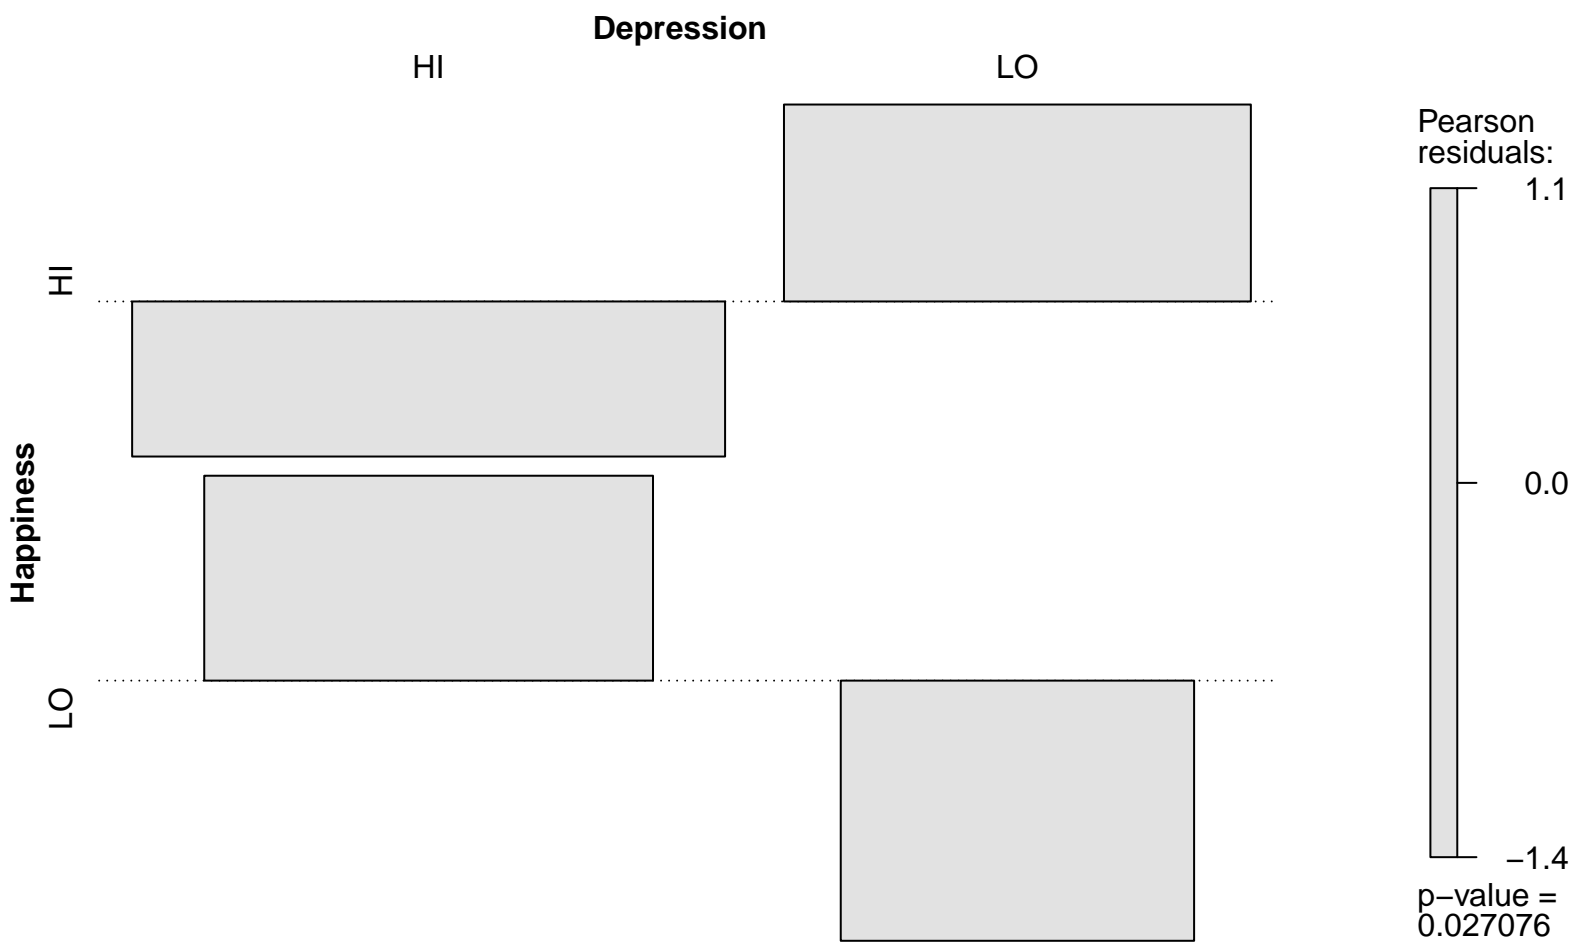 Depression
HI LO
Pearson
residuals:
1.1
HI
0.0
Happiness
LO
−1.4
p−value =
0.027076